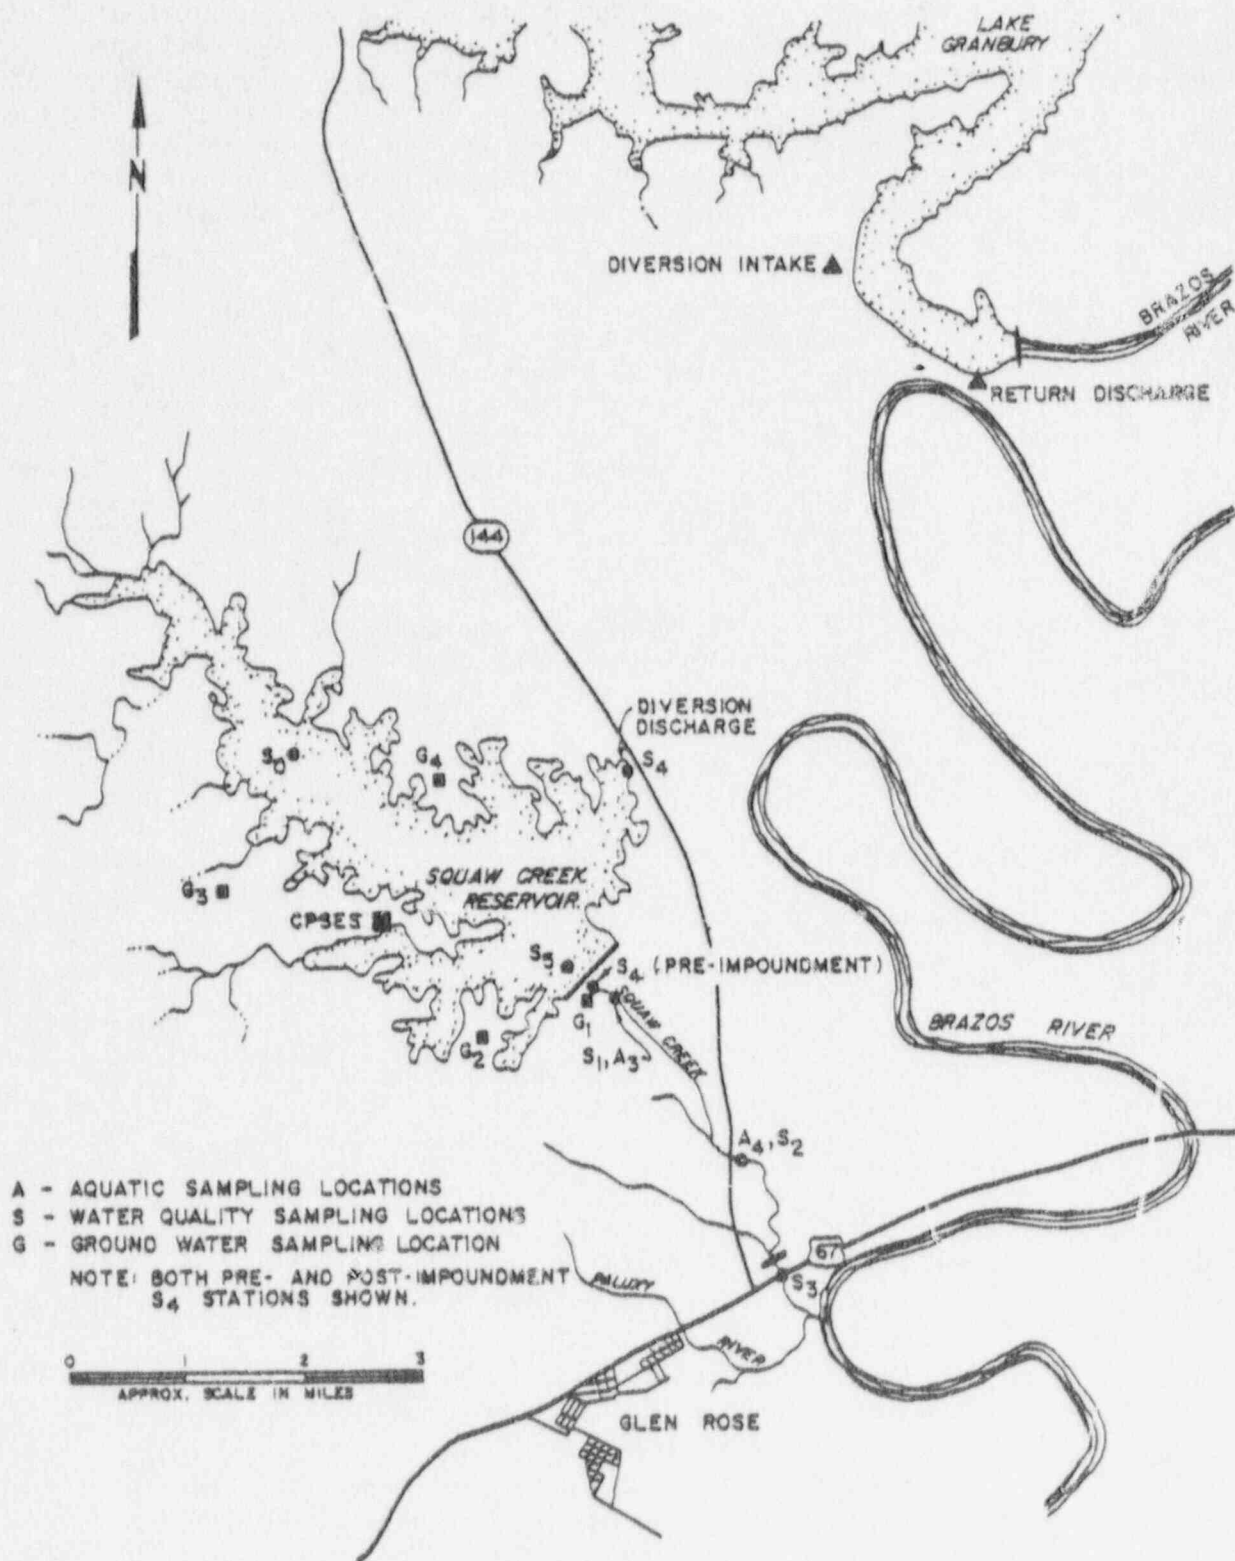 LAKE
GRANBURY
N
DIVERSION INTAKE
BRAZOS
RIVER
RETURN DISCHARGE
144
DIVERSION
DISCHARGE
S4
S0
G4
SQUAW CREEK
RESERVOIR
G3
CPSES
S5
S4 (PRE-IMPOUNDMENT)
G1
SQUAW CREEK
G2
S1, A3
BRAZOS RIVER
A4, S2
A - AQUATIC SAMPLING LOCATIONS
S - WATER QUALITY SAMPLING LOCATIONS
G - GROUND WATER SAMPLING LOCATION
NOTE: BOTH PRE- AND POST-IMPOUNDMENT
S4 STATIONS SHOWN.
67
S3
PALUXY
RIVER
0 1 2 3
APPROX. SCALE IN MILES
GLEN ROSE